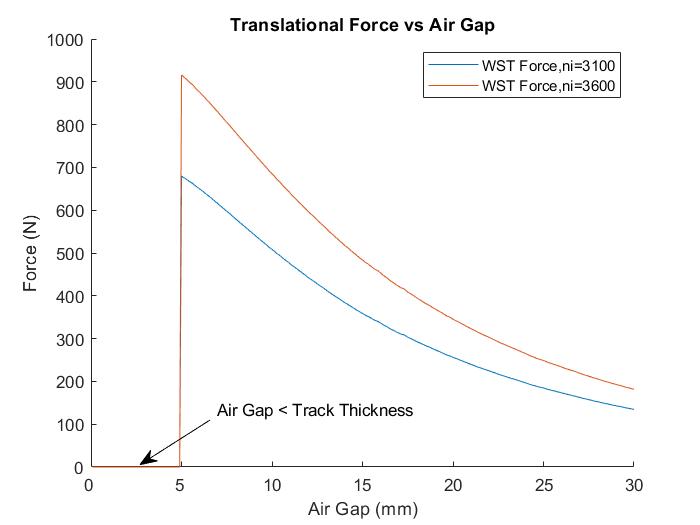 Translational Force vs Air Gap
1000
900
800
700
600
500
400
300
200
100
0
Force (N)
WST Force,ni=3100
WST Force,ni=3600
Air Gap < Track Thickness
0 5 10 15 20 25 30
Air Gap (mm)